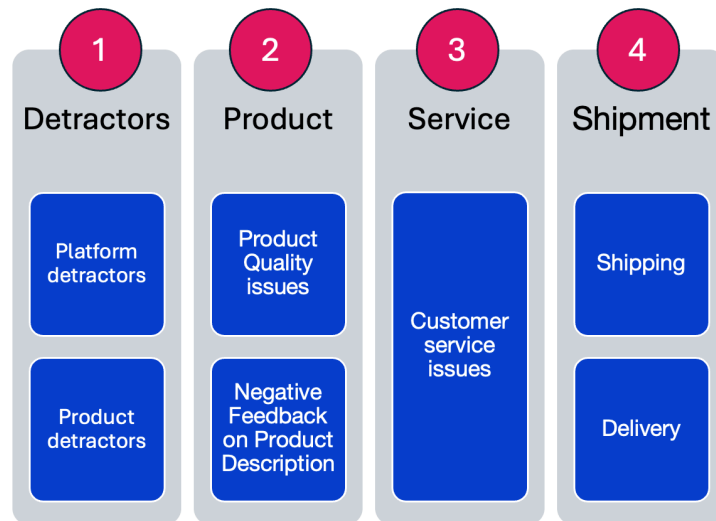 1
Detractors
Platform
detractors
Product
detractors
2
Product
Product
Quality
issues
Negative
Feedback
on Product
Description
3
Service
Customer
service
issues
4
Shipment
Shipping
Delivery